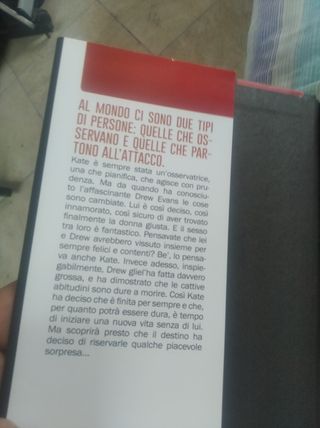 AL MONDO CI SONO DUE TIPI
DI PERSONE: QUELLE CHE OS-
SERVANO E QUELLE CHE PAR-
TONO ALL'ATTACCO.
Kate è sempre stata un'osservatrice,
una che pianifica, che agisce con pru-
denza. Ma da quando ha conosciu-
to l'affascinante Drew Evans le cose
sono cambiate. Lui è così deciso, così
innamorato, così sicuro di aver trovato
finalmente la donna giusta. E il sesso
tra loro è fantastico. Pensavate che lei
e Drew avrebbero vissuto insieme per
sempre felici e contenti? Be', lo pensa-
va anche Kate. Invece adesso, inspie-
gabilmente, Drew gliel'ha fatta davvero
grossa, e ha dimostrato che le cattive
abitudini sono dure a morire. Così Kate
ha deciso che è finita per sempre e che,
per quanto potrà essere dura, è tempo
di iniziare una nuova vita senza di lui.
Ma scoprirà presto che il destino ha
deciso di riservarle qualche piacevole
sorpresa...